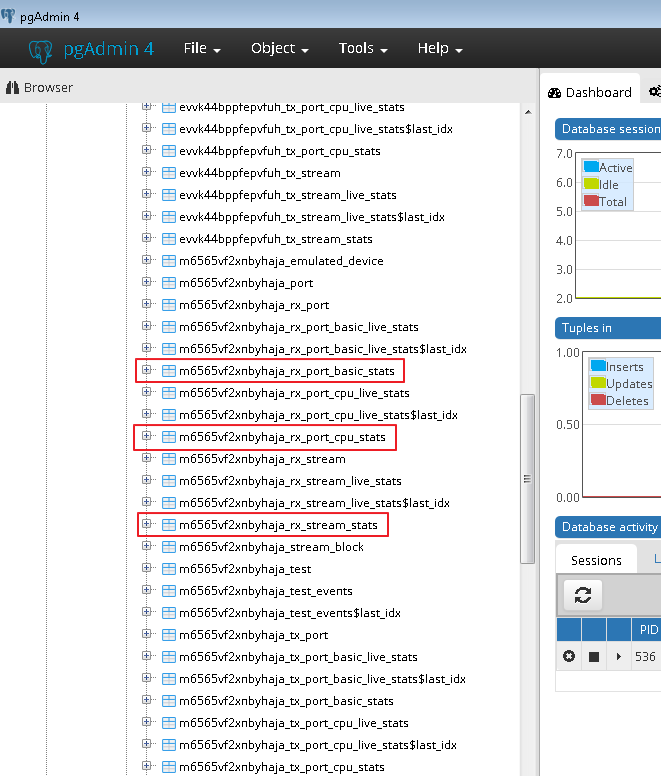 pgAdmin 4
pgAdmin 4 File Object Tools Help
Browser
evvk44bppfepvfuh_tx_port_cpu_live_stats
evvk44bppfepvfuh_tx_port_cpu_live_stats$last_idx
evvk44bppfepvfuh_tx_port_cpu_stats
evvk44bppfepvfuh_tx_stream
evvk44bppfepvfuh_tx_stream_live_stats
evvk44bppfepvfuh_tx_stream_live_stats$last_idx
evvk44bppfepvfuh_tx_stream_stats
m6565vf2xnbyhaja_emulated_device
m6565vf2xnbyhaja_port
m6565vf2xnbyhaja_rx_port
m6565vf2xnbyhaja_rx_port_basic_live_stats
m6565vf2xnbyhaja_rx_port_basic_live_stats$last_idx
m6565vf2xnbyhaja_rx_port_basic_stats
m6565vf2xnbyhaja_rx_port_cpu_live_stats
m6565vf2xnbyhaja_rx_port_cpu_live_stats$last_idx
m6565vf2xnbyhaja_rx_port_cpu_stats
m6565vf2xnbyhaja_rx_stream
m6565vf2xnbyhaja_rx_stream_live_stats
m6565vf2xnbyhaja_rx_stream_live_stats$last_idx
m6565vf2xnbyhaja_rx_stream_stats
m6565vf2xnbyhaja_stream_block
m6565vf2xnbyhaja_test
m6565vf2xnbyhaja_test_events
m6565vf2xnbyhaja_test_events$last_idx
m6565vf2xnbyhaja_tx_port
m6565vf2xnbyhaja_tx_port_basic_live_stats
m6565vf2xnbyhaja_tx_port_basic_live_stats$last_idx
m6565vf2xnbyhaja_tx_port_basic_stats
m6565vf2xnbyhaja_tx_port_cpu_live_stats
m6565vf2xnbyhaja_tx_port_cpu_live_stats$last_idx
m6565vf2xnbyhaja_tx_port_cpu_stats
Dashboard
Database session
7.0
6.0
5.0
4.0
3.0
2.0
Active
Idle
Total
Tuples in
1.00
0.50
0.00
Inserts
Updates
Deletes
Database activity
Sessions L
PID
536